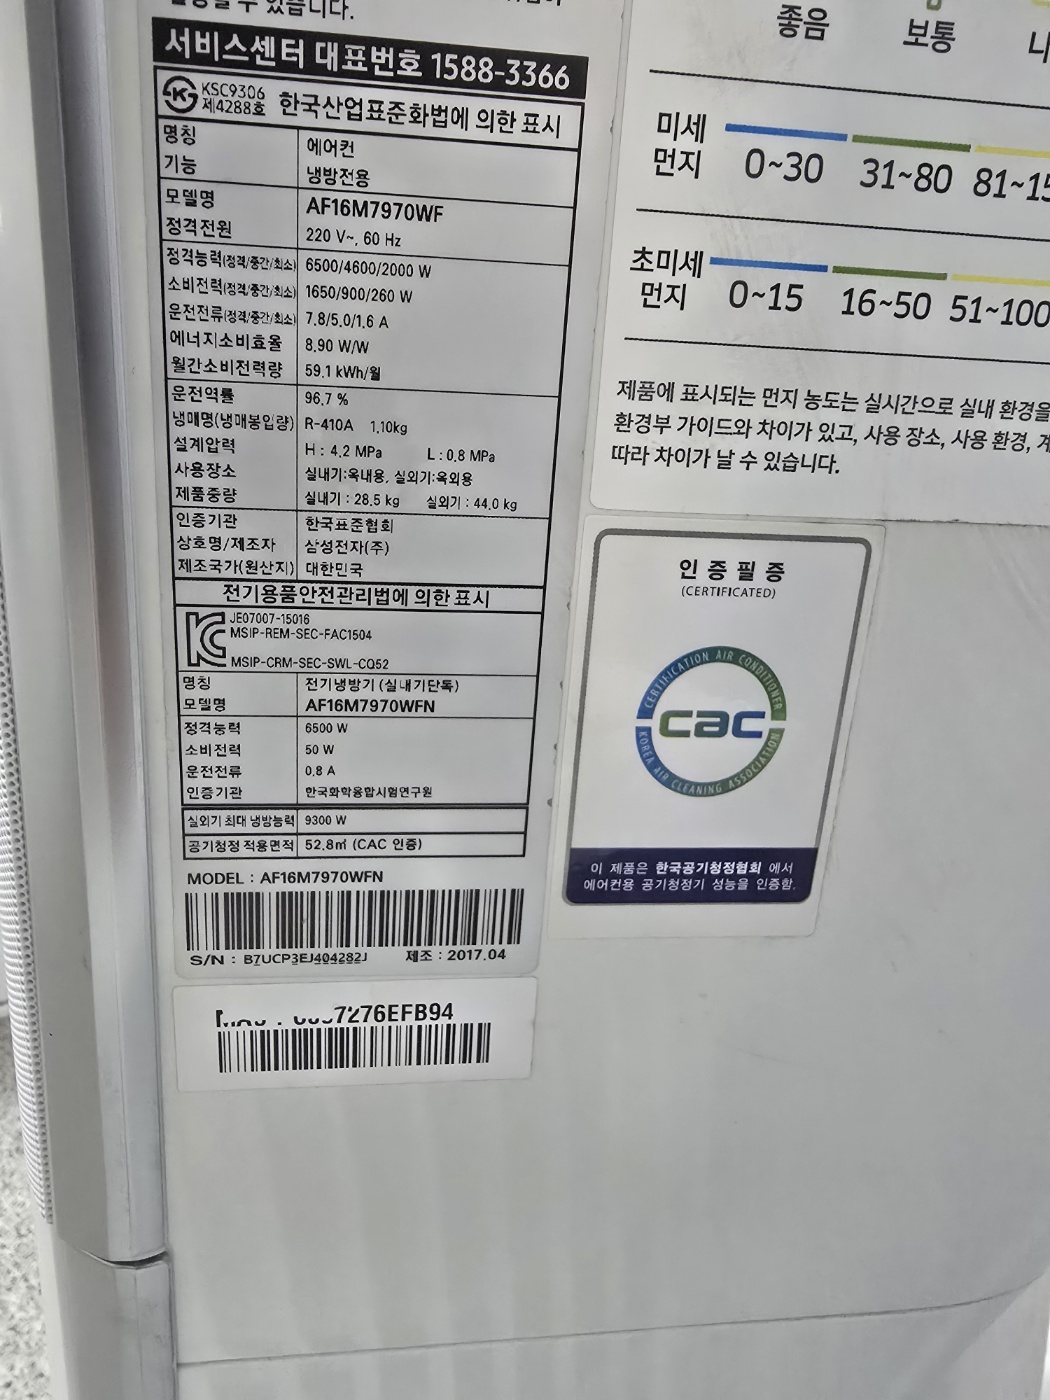 있습니다.
서비스센터 대표번호 1588-3366
KSC9306
제4288호 한국산업표준화법에 의한 표시
명칭 에어컨
기능 냉방전용
모델명 AF16M7970WF
정격전원 220 V~, 60 Hz
정격능력(정격/중간/최소) 6500/4600/2000 W
소비전력(정격/중간/최소) 1650/900/260 W
운전전류(정격/중간/최소) 7.8/5.0/1.6 A
에너지소비효율 8.90 W/W
월간소비전력량 59.1 kWh/월
운전역률 96.7 %
냉매명(냉매봉입량) R-410A 1.10kg
설계압력 H : 4.2 MPa L : 0.8 MPa
사용장소 실내기:옥내용, 실외기:옥외용
제품중량 실내기 : 28.5 kg 실외기 : 44.0 kg
인증기관 한국표준협회
상호명/제조자 삼성전자(주)
제조국가(원산지) 대한민국
전기용품안전관리법에 의한 표시
JE07007-15016
MSIP-REM-SEC-FAC1504
MSIP-CRM-SEC-SWL-CQ52
명칭 전기냉방기 (실내기단독)
모델명 AF16M7970WFN
정격능력 6500 W
소비전력 50 W
운전전류 0.8 A
인증기관 한국화학융합시험연구원
실외기 최대 냉방능력 9300 W
공기청정 적용면적 52.8㎡ (CAC 인증)
MODEL : AF16M7970WFN
S/N : B7UCP3EJ404282J 제조 : 2017.04
7276EFB94
좋음 보통
미세
먼지 0~30 31~80 81~15
초미세
먼지 0~15 16~50 51~100
제품에 표시되는 먼지 농도는 실시간으로 실내 환경을
환경부 가이드와 차이가 있고, 사용 장소, 사용 환경,
따라 차이가 날 수 있습니다.
인증필증
(CERTIFICATED)
CERTIFICATION AIR CONDITIONER
cac
KOREA AIR CLEANING ASSOCIATION
이 제품은 한국공기청정협회 에서
에어컨용 공기청정기 성능을 인증함.